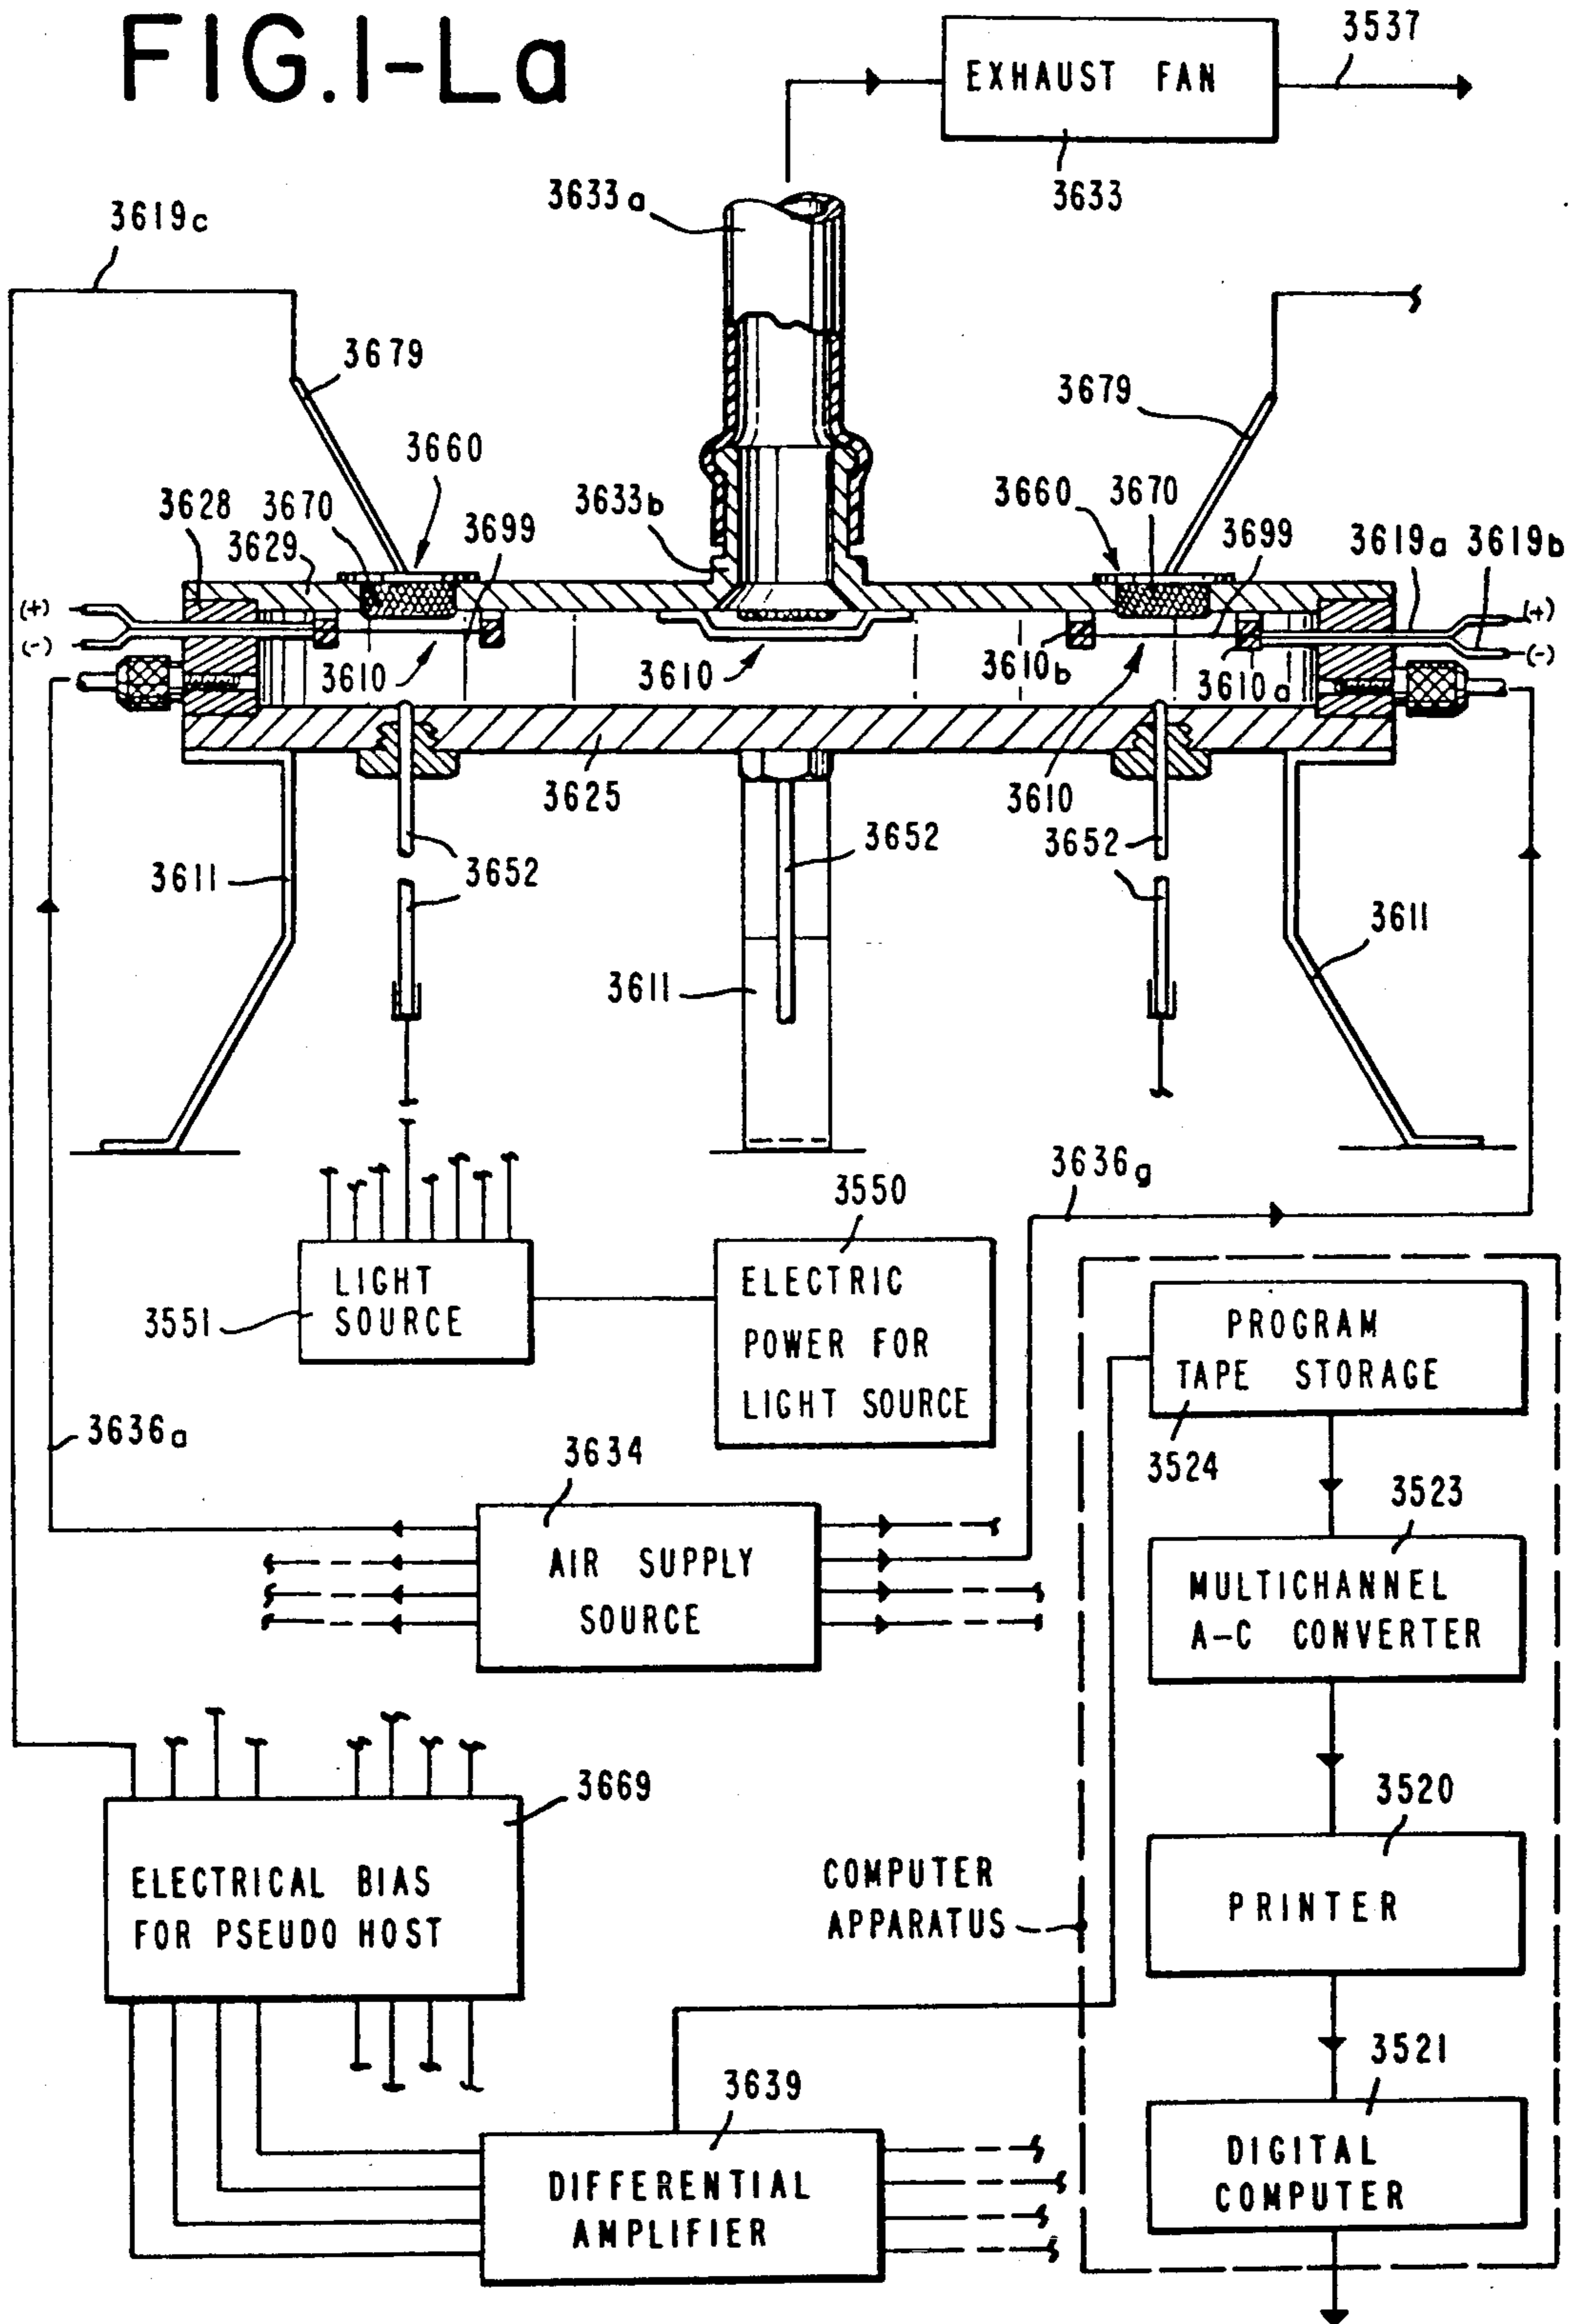 FIG.1-La
3537
EXHAUST FAN
3633
3633a
3619c
3679
3679
3660
3670
3628
3629
3633b
3699
3660
3670
3699
3619a
3619b
(+)
(-)
(+)
(-)
3610
3610
3610b
3610a
3625
3610
3652
3652
3611
3652
3611
3611
3636g
3550
LIGHT
SOURCE
3551
ELECTRIC
POWER FOR
LIGHT SOURCE
PROGRAM
TAPE STORAGE
3524
3636a
3634
3523
AIR SUPPLY
SOURCE
MULTICHANNEL
A-C CONVERTER
3669
3520
ELECTRICAL BIAS
FOR PSEUDO HOST
COMPUTER
APPARATUS
PRINTER
3521
3639
DIGITAL
COMPUTER
DIFFERENTIAL
AMPLIFIER